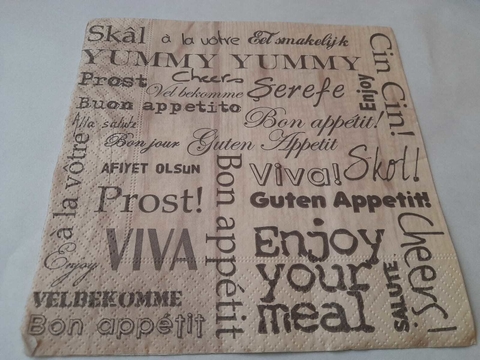 Skâl à la vôtre Eet smakelijk
YUMMY YUMMY
Prost Cheers
Vel bekomme Şerefe
Enjoy
Cin Cin!
Buon appetito
Alla salute
Bon appétit!
Bon jour Guten Appetit
à la vôtre
AFIYET OLSUN
Bon appétit
Viva! Skol!
Prost!
Guten Appetit!
VIVA
Enjoy
your
meal
Enjoy
VELBEKOMME
Bon appétit
SALUTE
Cheers!